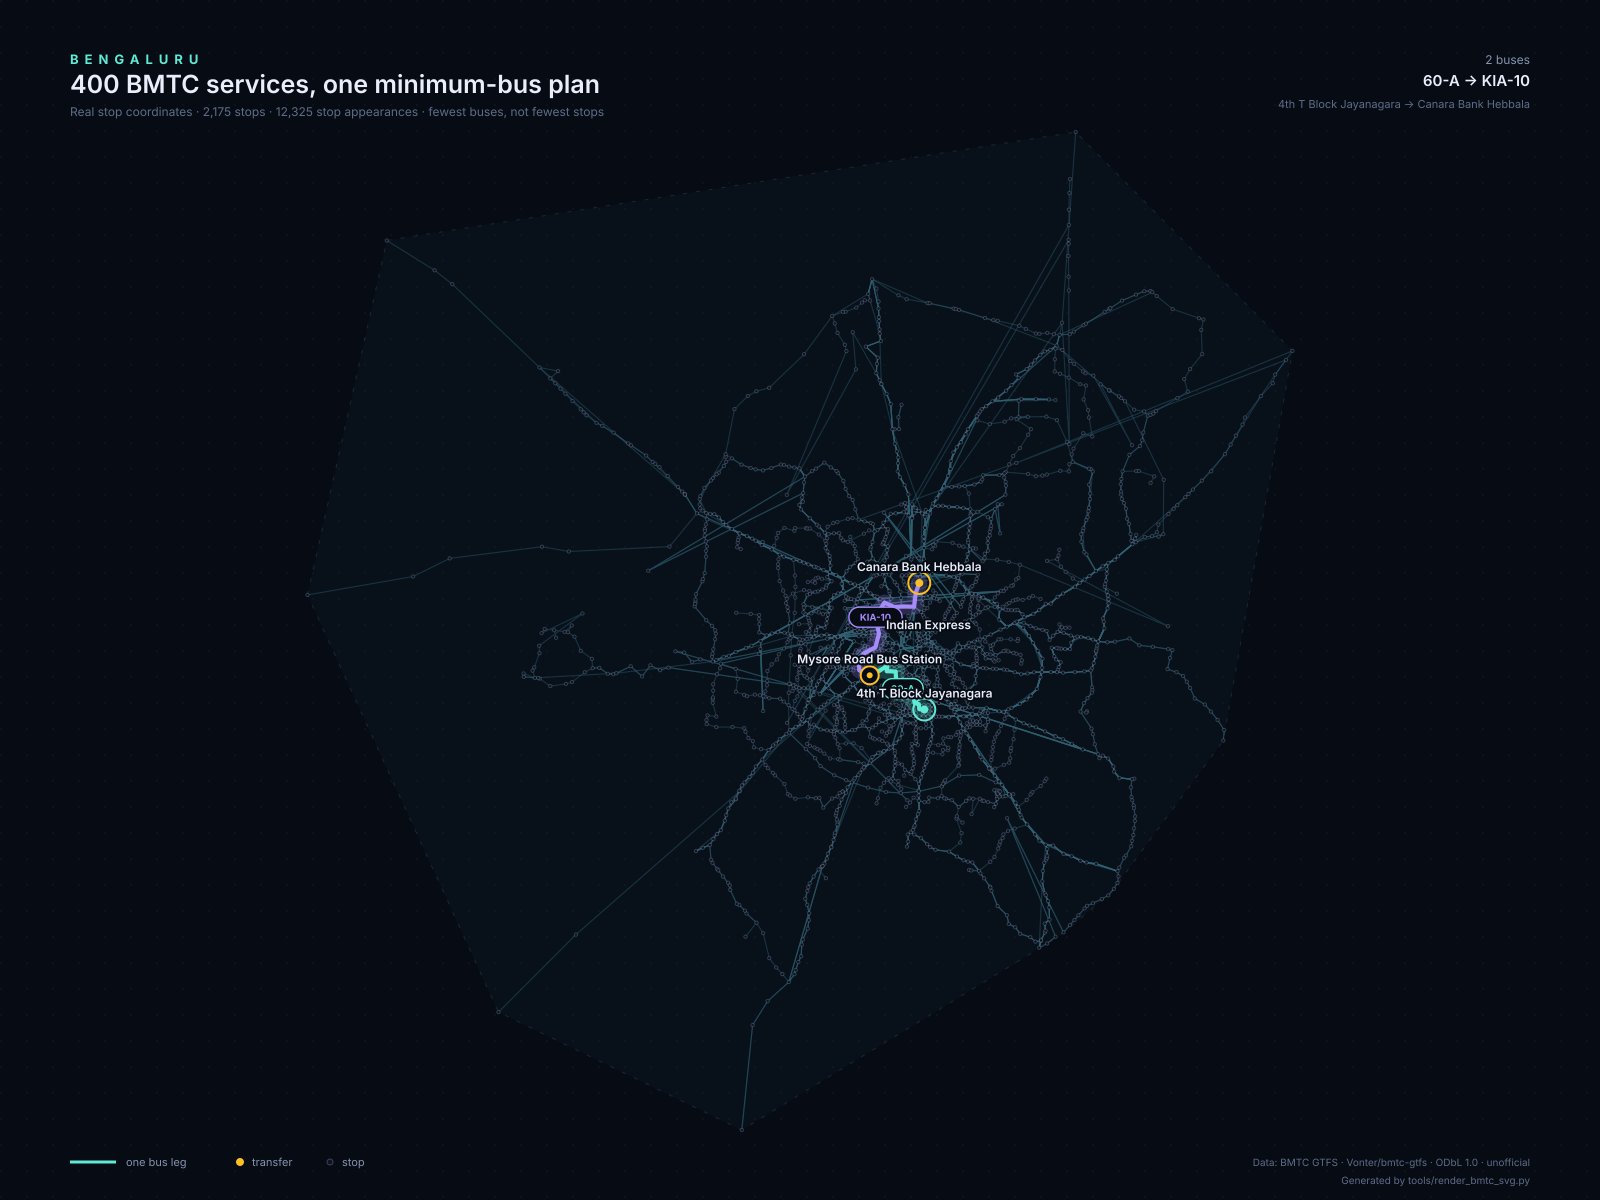 BENGALURU
400 BMTC services, one minimum-bus plan
Real stop coordinates · 2,175 stops · 12,325 stop appearances · fewest buses, not fewest stops
2 buses
60-A → KIA-10
4th T Block Jayanagara → Canara Bank Hebbala
Canara Bank Hebbala
KIA-10
Indian Express
Mysore Road Bus Station
4th T Block Jayanagara
one bus leg
transfer
stop
Data: BMTC GTFS · Vonter/bmtc-gtfs · ODbL 1.0 · unofficial
Generated by tools/render_bmtc_svg.py